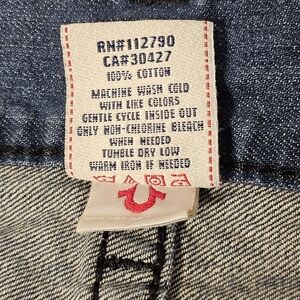 RN#112790
CA#30427
100% COTTON
MACHINE WASH COLD
WITH LIKE COLORS
GENTLE CYCLE INSIDE OUT
ONLY NON-CHLORINE BLEACH
WHEN NEEDED
TUMBLE DRY LOW
WARM IRON IF NEEDED